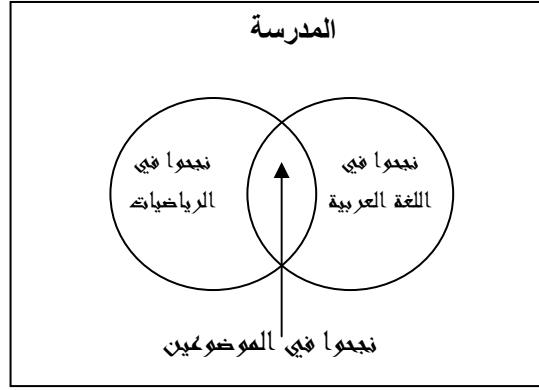 المدرسة
نجحوا في
اللغة العربية
نجحوا في
الرياضيات
نجحوا في الموضوعين